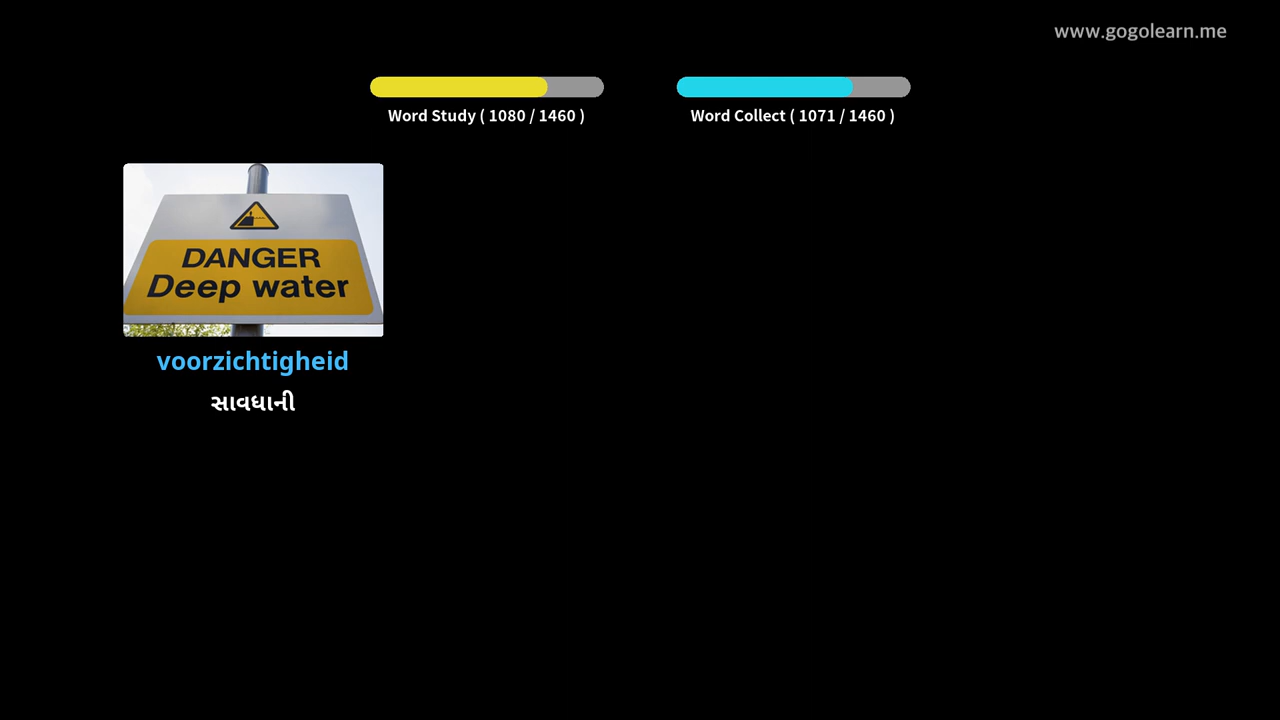 www.gogolearn.me
Word Study ( 1080 / 1460 )
Word Collect ( 1071 / 1460 )
DANGER
Deep water
voorzichtigheid
સાવધાની